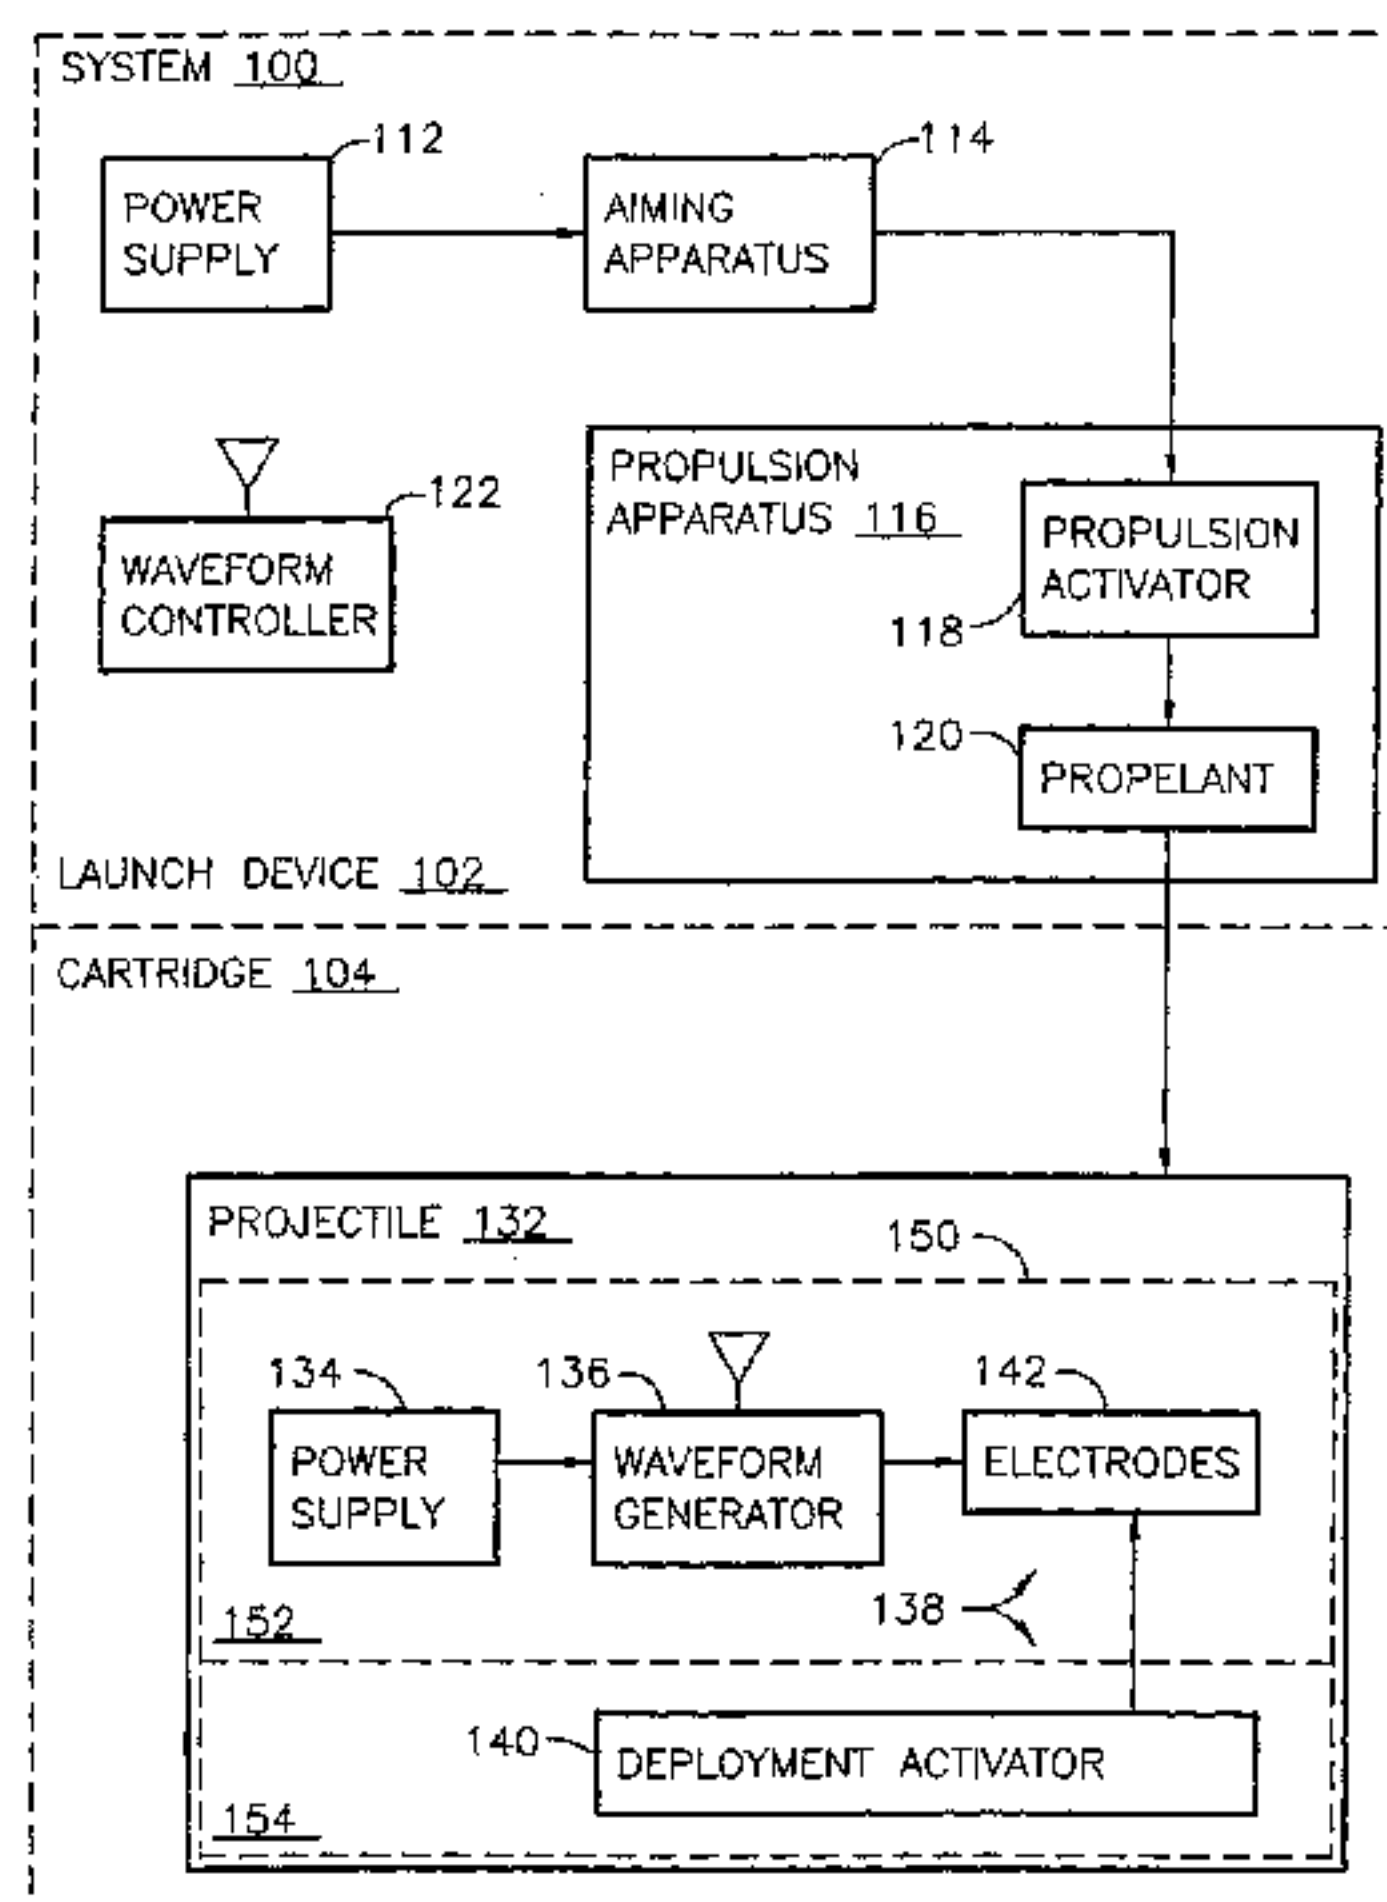 SYSTEM 100
112
114
POWER
SUPPLY
AIMING
APPARATUS
122
WAVEFORM
CONTROLLER
PROPULSION
APPARATUS 116
PROPULSION
ACTIVATOR
118
120
PROPELANT
LAUNCH DEVICE 102
CARTRIDGE 104
PROJECTILE 132
150
134
136
142
POWER
SUPPLY
WAVEFORM
GENERATOR
ELECTRODES
138
152
140
DEPLOYMENT ACTIVATOR
154